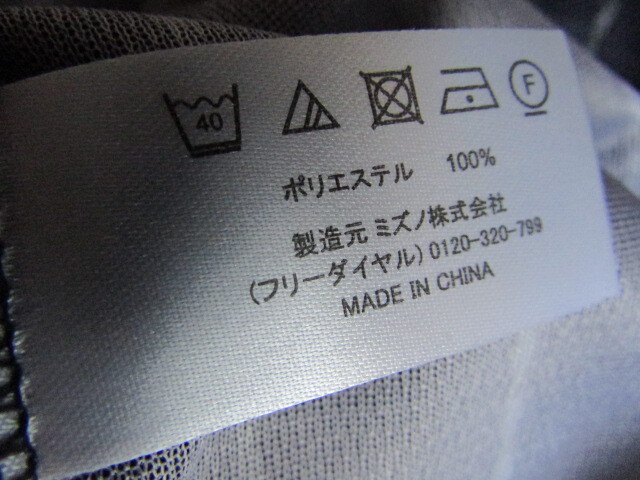 40 F
ポリエステル 100%
製造元 ミズノ株式会社
(フリーダイヤル) 0120-320-799
MADE IN CHINA